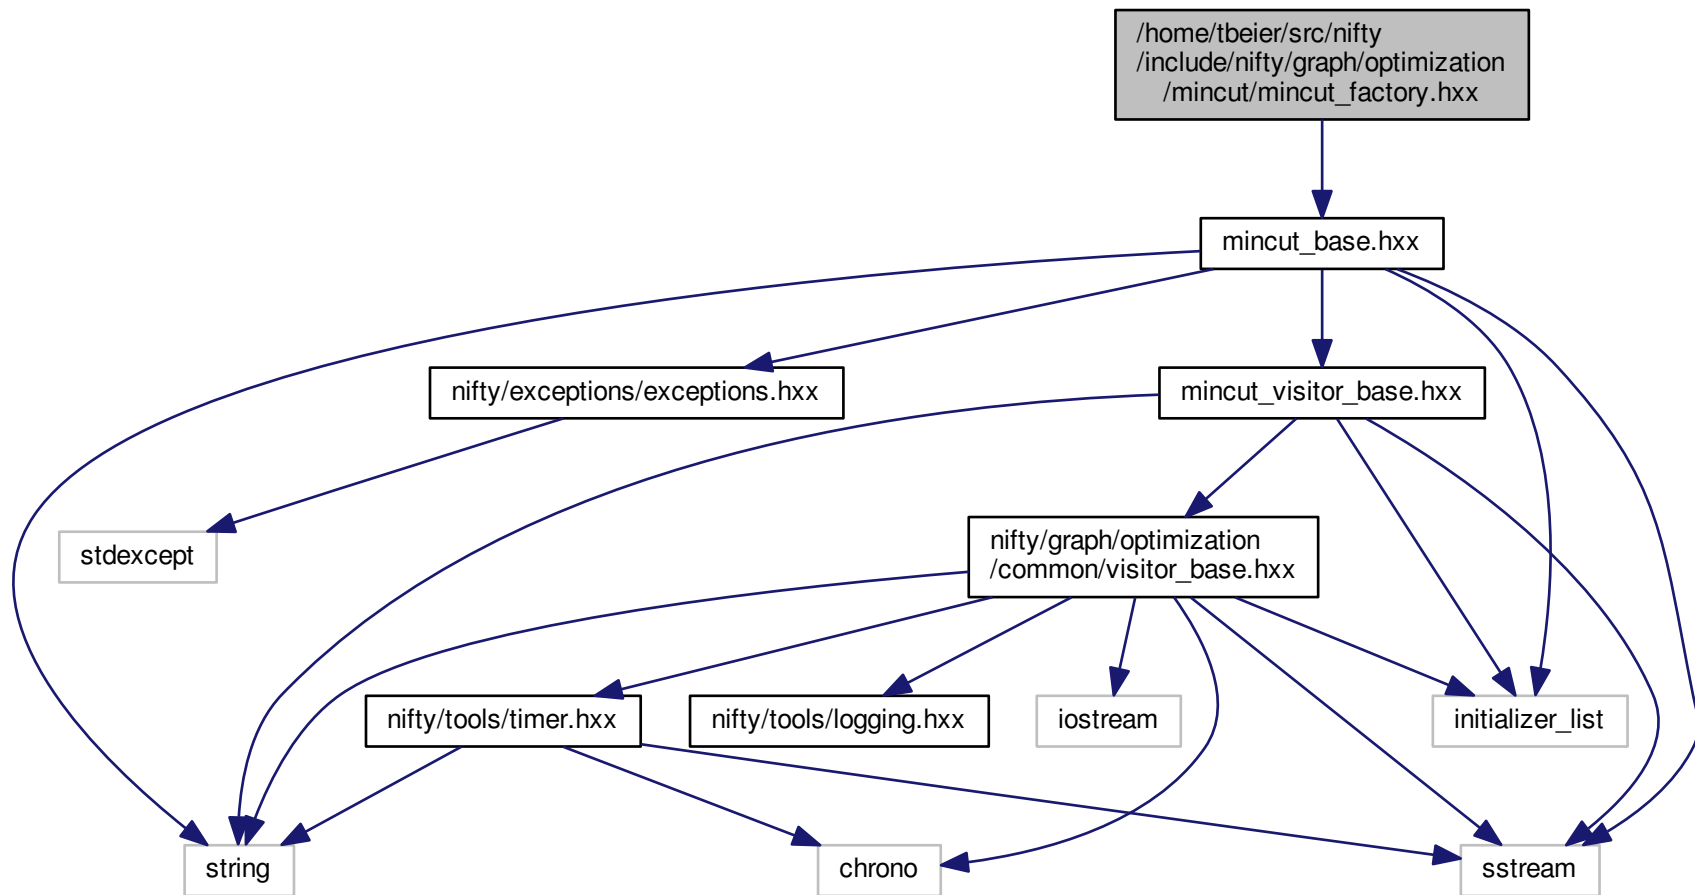 /home/tbeier/src/nifty
/include/nifty/graph/optimization
/mincut/mincut_factory.hxx
mincut_base.hxx
nifty/exceptions/exceptions.hxx
mincut_visitor_base.hxx
stdexcept
nifty/graph/optimization
/common/visitor_base.hxx
nifty/tools/timer.hxx
nifty/tools/logging.hxx
iostream
initializer_list
string
chrono
sstream